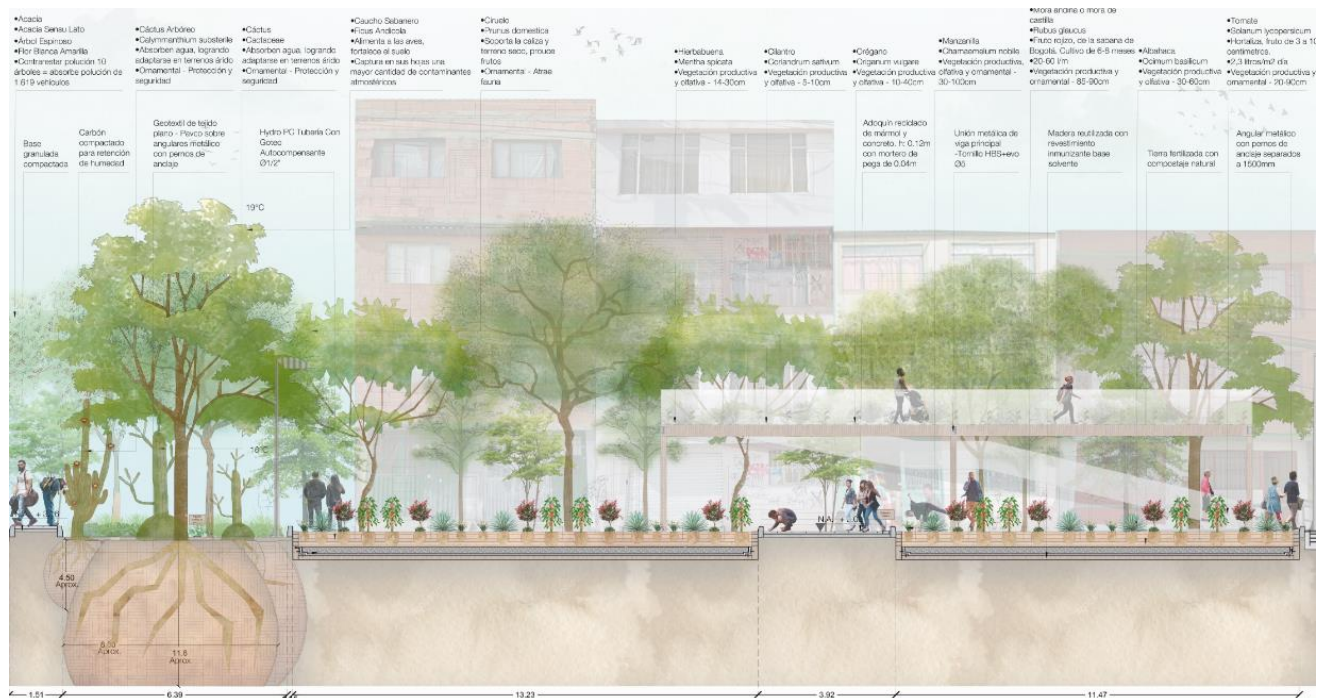 •Acacia
•Acacia Sensu Lato
•Árbol Espinoso
•Flor Blanca Amarilla
•Contrarrestar polución 10
árboles = absorbe polución de
1.619 vehículos
•Cáctus Arbóreo
•Calymmanthium substerile
•Absorben agua, logrando
adaptarse en terrenos árido
•Ornamental - Protección y
seguridad
•Cáctus
•Cactaceae
•Absorben agua, logrando
adaptarse en terrenos árido
•Ornamental - Protección y
seguridad
•Caucho Sabanero
•Ficus Andicola
•Alimenta a las aves,
fortalece el suelo
•Captura en sus hojas una
mayor cantidad de contaminantes
atmosféricos.
•Ciruelo
•Prunus domestica
•Soporta la caliza y
terreno seco, prouce
frutos
•Ornamental - Atrae
fauna
•Hierbabuena.
•Mentha spicata
•Vegetación productiva
y olfativa - 14-30cm
•Cilantro
•Coriandrum sativum
•Vegetación productiva
y olfativa - 5-10cm
•Orégano
•Origanum vulgare
•Vegetación productiva
y olfativa - 10-40cm
•Manzanilla
•Chamaemelum nobile
•Vegetación productiva,
olfativa y ornamental -
30-100cm
•Mora andina o mora de
castilla
•Rubus glaucus
•Fruto rojizo, de la sabana de
Bogotá. Cultivo de 6-8 meses
•20-60 l/m
•Vegetación productiva y
ornamental - 85-90cm
•Albahaca
•Ocimum basilicum
•Vegetación productiva
y olfativa - 30-60cm
•Tomate
•Solanum lycopersicum
•Hortaliza, fruto de 3 a 10
centímetros.
•2,3 litros/m2 día
•Vegetación productiva y
ornamental - 20-90cm
Base
granulada
compactada
Carbón
compactado
para retención
de humedad
Geotextil de tejido
plano - Pavco sobre
angulares metálico
con pernos de
anclaje
Hydro PC Tubería Con
Goteo
Autocompensante
Ø1/2"
Adoquín reciclado
de mármol y
concreto. h: 0.12m
con mortero de
pega de 0.04m
Unión metálica de
viga principal
-Tornillo HBS+evo
Ø5
Madera reutilizada con
revestimiento
inmunizante base
solvente
Tierra fertilizada con
compostaje natural
Angular metálico
con pernos de
anclaje separados
a 1500mm
19°C
16°C
N.A.
4.50
Aprox.
11.8
Aprox
Aprox.
1.51
6.39
13.23
3.92
11.47